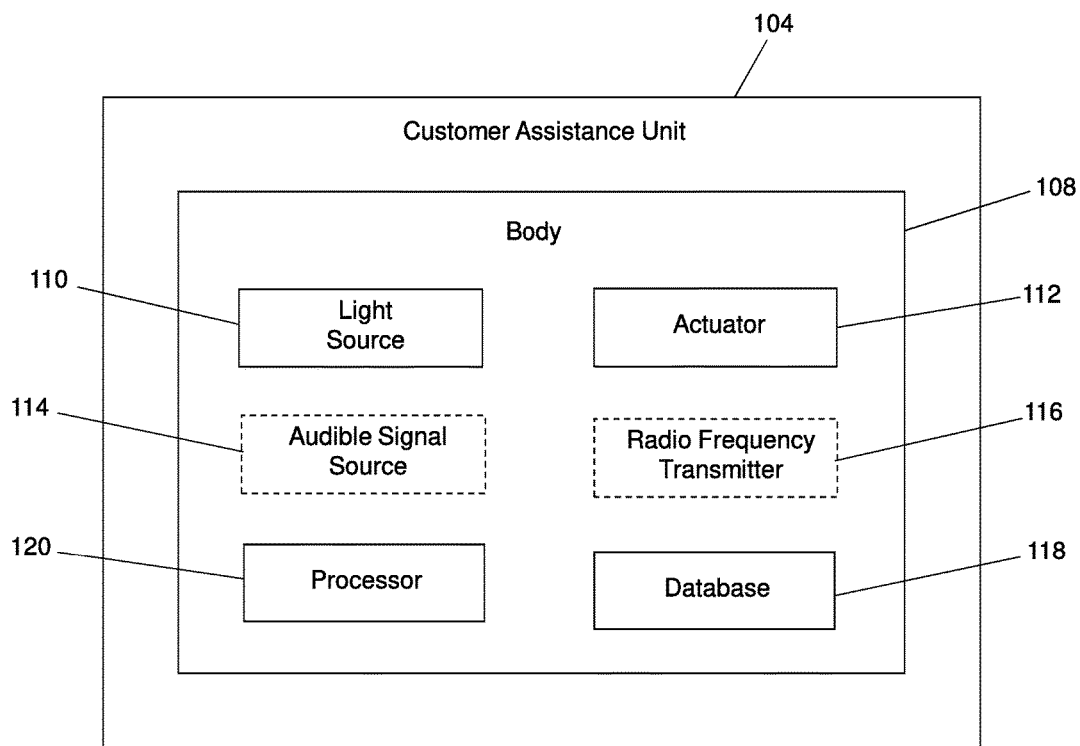 104
Customer Assistance Unit
108
Body
110
Light
Source
Actuator
112
114
Audible Signal
Source
Radio Frequency
Transmitter
116
120
Processor
Database
118